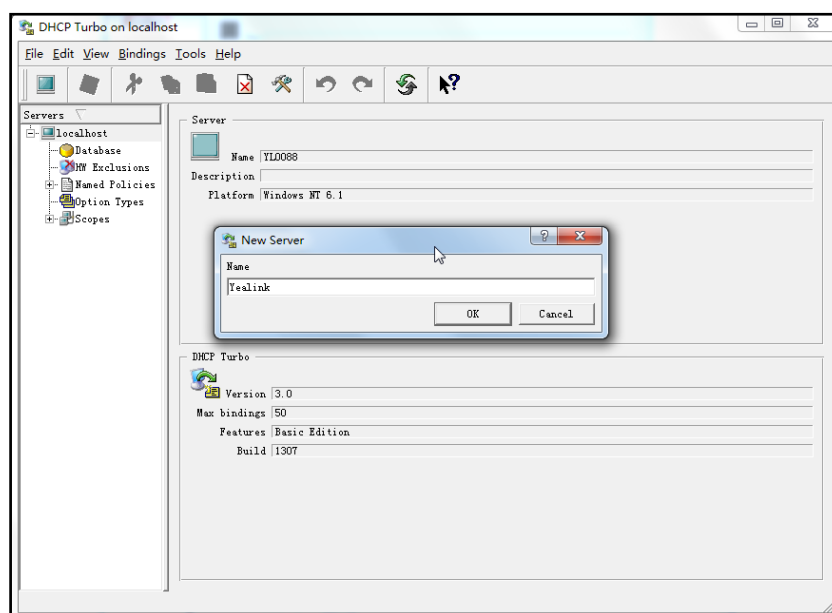 DHCP Turbo on localhost
File Edit View Bindings Tools Help
Servers
localhost
Database
HW Exclusions
Named Policies
Option Types
Scopes
Server
Name YL0088
Description
Platform Windows NT 6.1
New Server
Name
Yealink
OK Cancel
DHCP Turbo
Version 3.0
Max bindings 50
Features Basic Edition
Build 1307